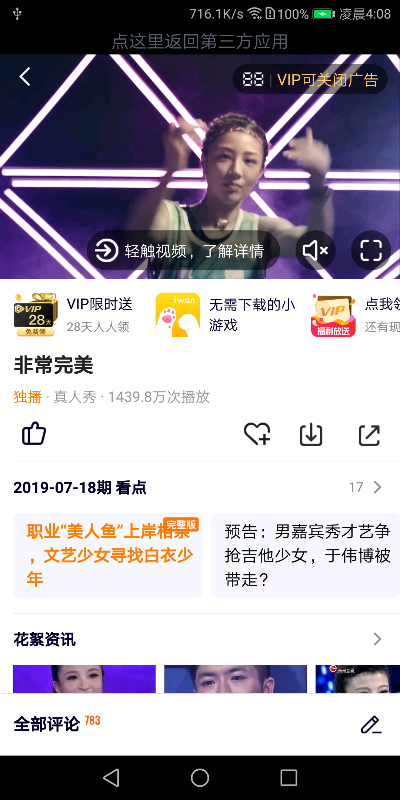 716.1K/s 100% 凌晨4:08
点这里返回第三方应用
88 | VIP可关闭广告
轻触视频，了解详情
VIP限时送
28天人人领
VIP
28天
免费领
iwan
无需下载的小
游戏
VIP
福利放送
点我领
还有现
非常完美
独播 · 真人秀 · 1439.8万次播放
2019-07-18期 看点
17
职业“美人鱼”上岸相亲
完整版
，文艺少女寻找白衣少
年
预告：男嘉宾秀才艺争
抢吉他少女，于伟博被
带走？
花絮资讯
全部评论 783